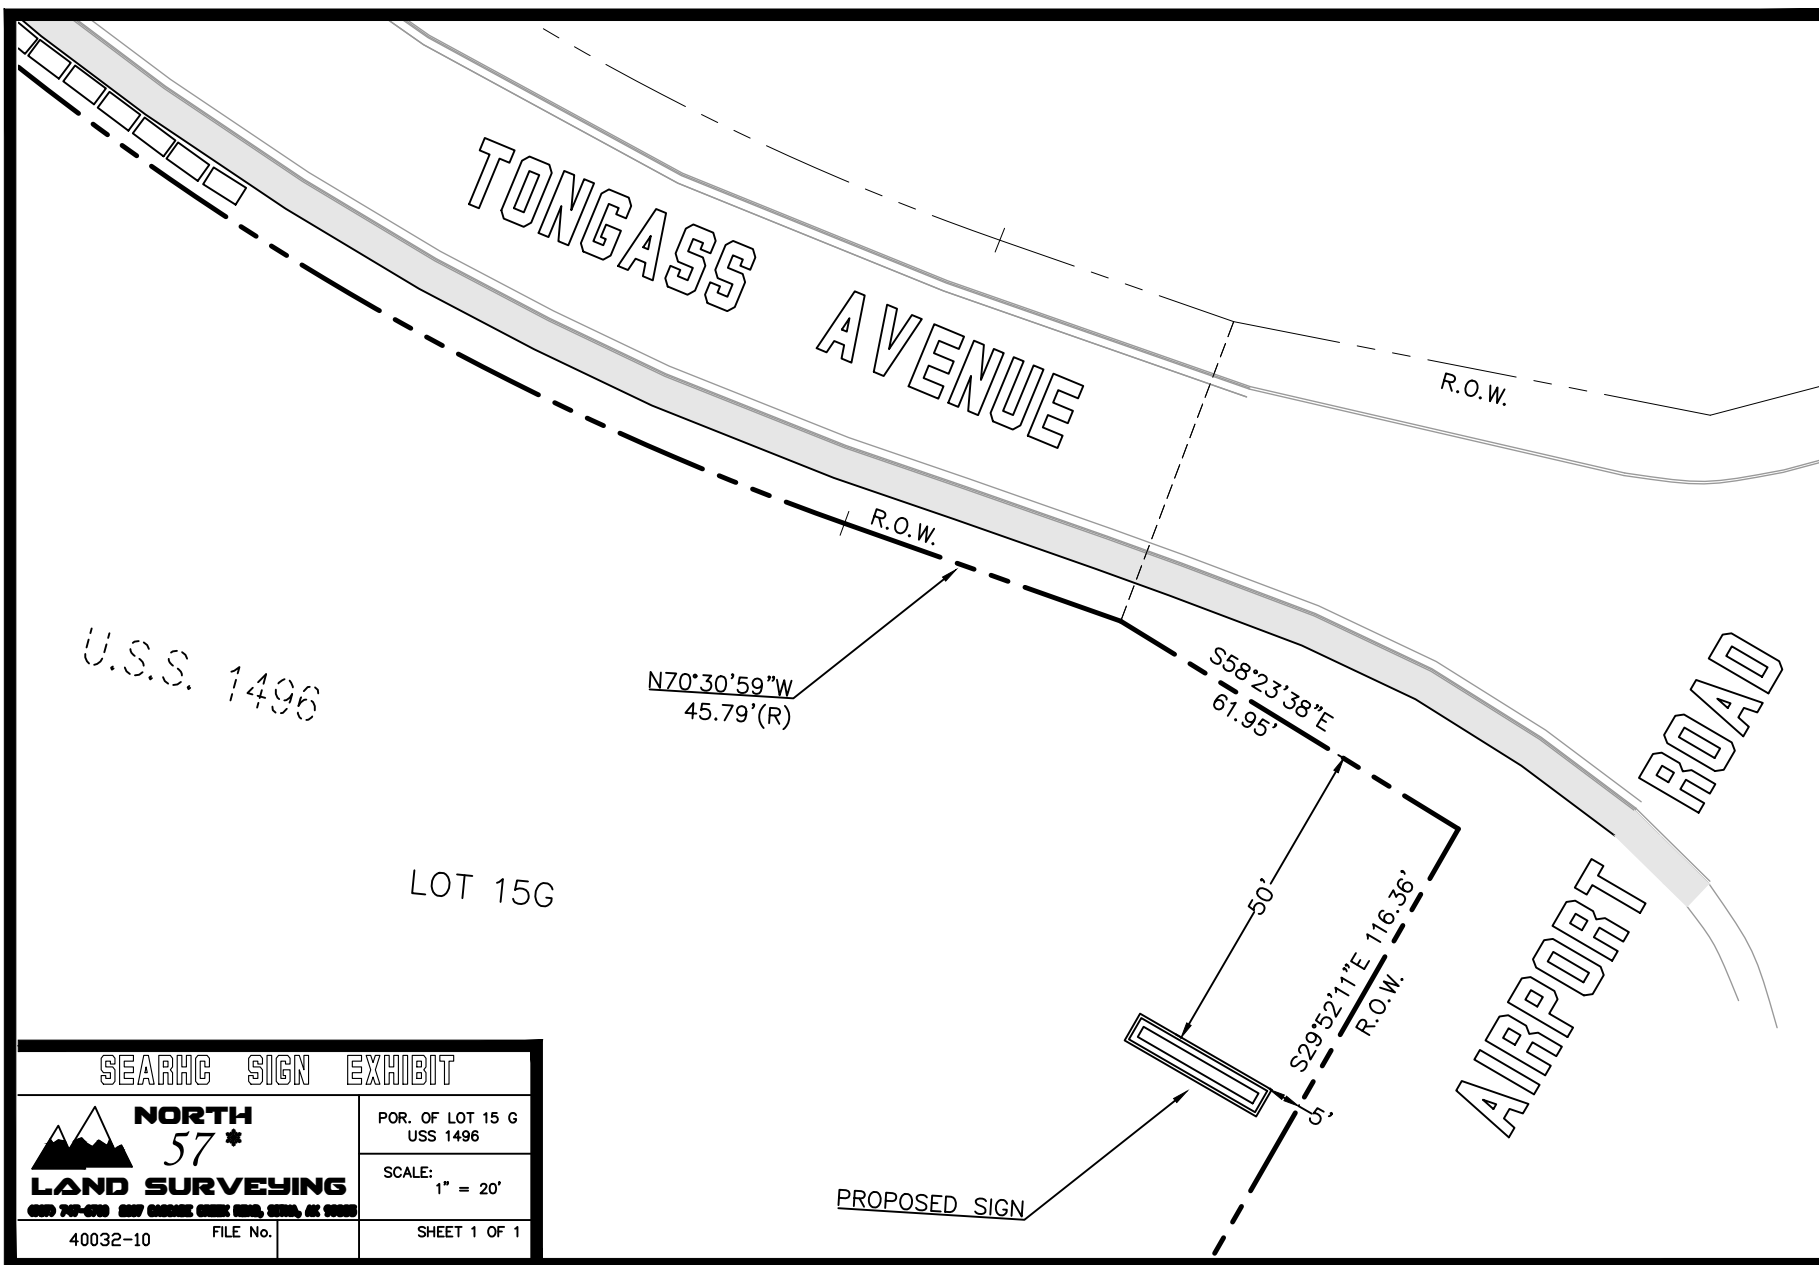 TONGASS AVENUE
R.O.W.
R.O.W.
N70°30'59"W
45.79'(R)
S58°23'38"E
61.95'
U.S.S. 1496
LOT 15G
ROAD
AIRPORT
50'
S29°52'11"E 116.36'
R.O.W.
5'
PROPOSED SIGN
SEARHC SIGN EXHIBIT
NORTH
57
LAND SURVEYING
POR. OF LOT 15 G
USS 1496
SCALE:
1" = 20'
40032-10
FILE No.
SHEET 1 OF 1